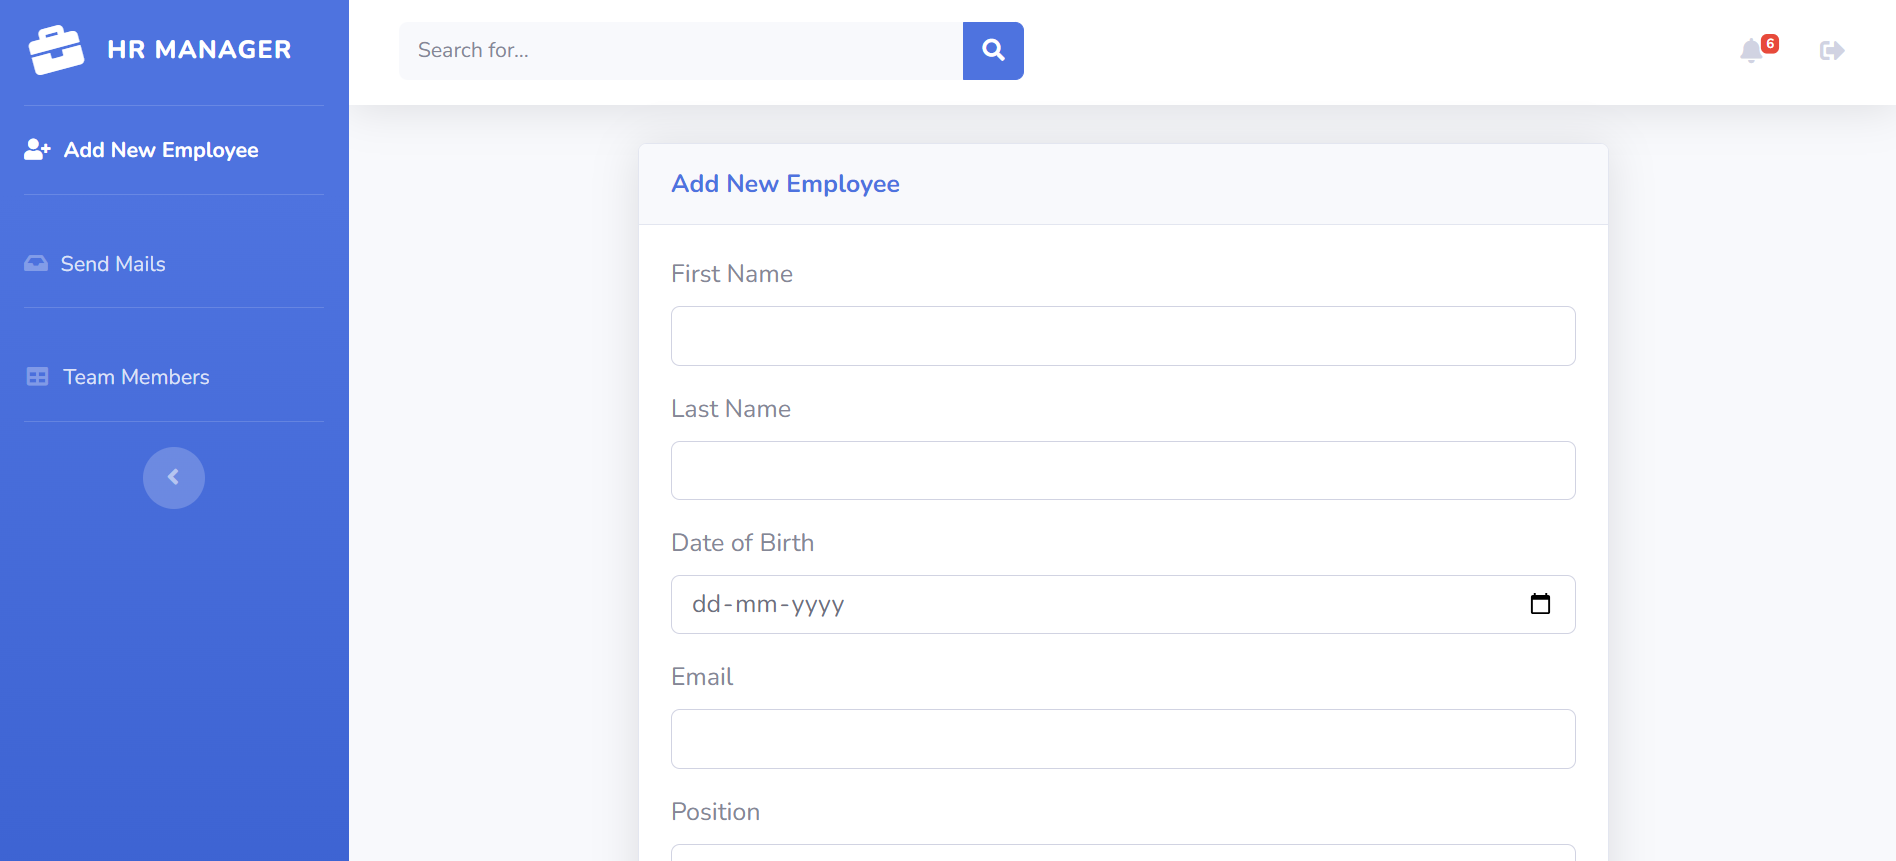 HR MANAGER
Search for...
6
Add New Employee
Send Mails
Team Members
Add New Employee
First Name
Last Name
Date of Birth
dd-mm-yyyy
Email
Position